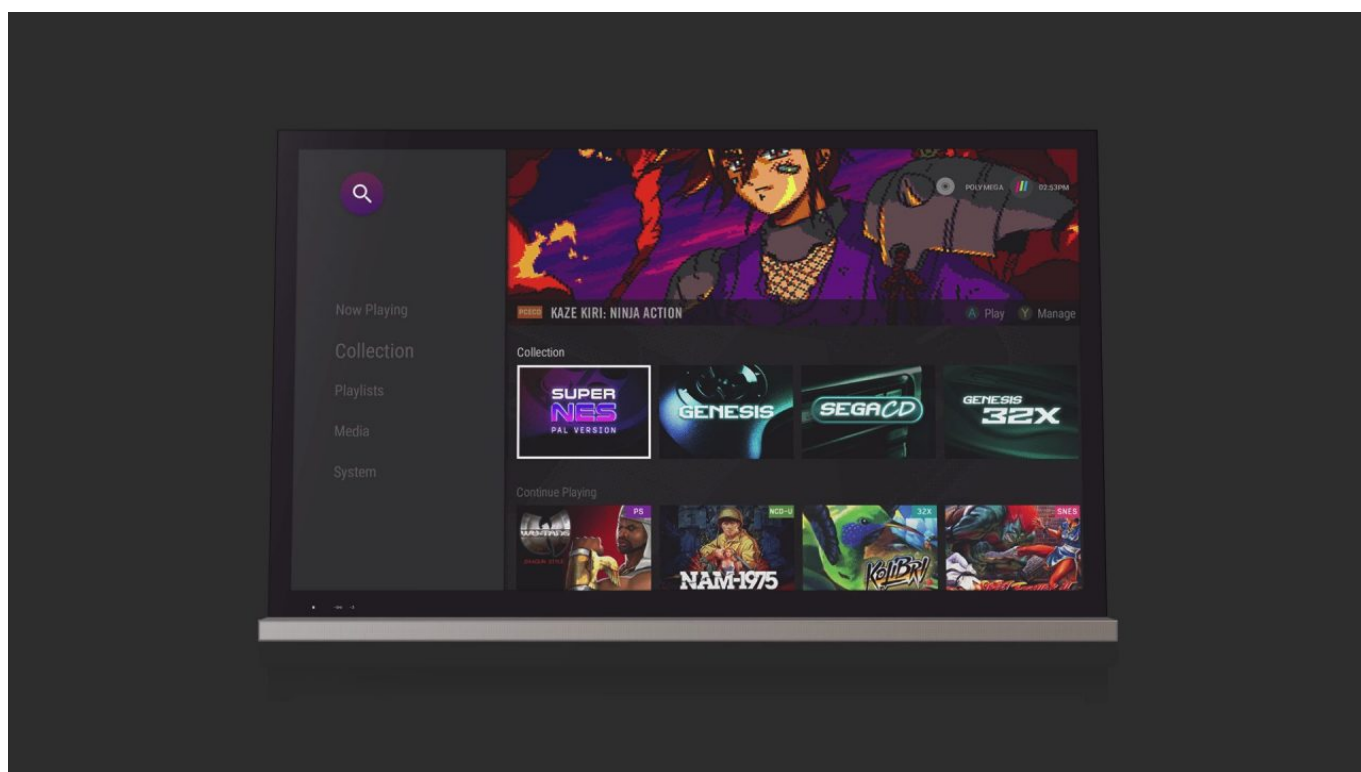 POLYMEGA
02:53PM
Now Playing
Collection
Playlists
Media
System
PCECD KAZE KIRI: NINJA ACTION
A Play Y Manage
Collection
SUPER
NES
PAL VERSION
GENESIS
SEGA CD
GENESIS
32X
Continue Playing
PS
NCD-U
NAM-1975
32X
KOLIBRI
SNES